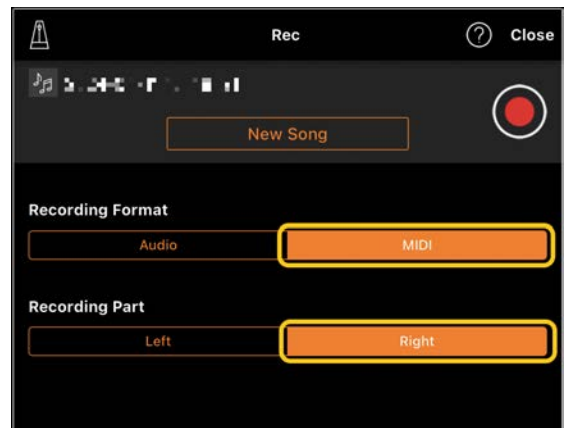 Rec
? Close
New Song
Recording Format
Audio MIDI
Recording Part
Left Right